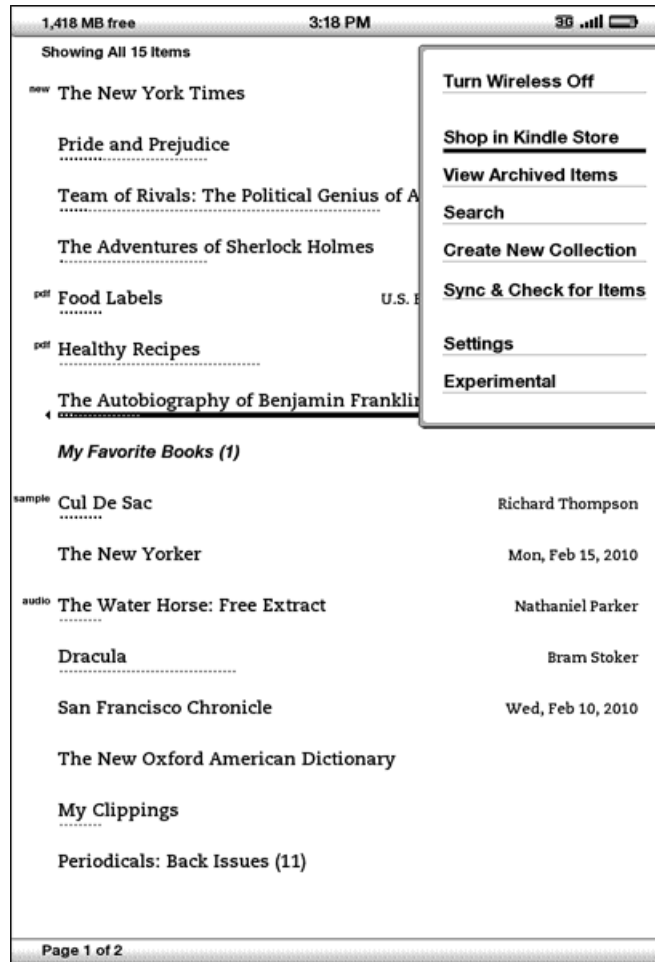 1,418 MB free 3:18 PM 3G
Showing All 15 Items
new The New York Times
Pride and Prejudice
Team of Rivals: The Political Genius of A
The Adventures of Sherlock Holmes
pdf Food Labels U.S.
pdf Healthy Recipes
The Autobiography of Benjamin Franklin
My Favorite Books (1)
sample Cul De Sac Richard Thompson
The New Yorker Mon, Feb 15, 2010
audio The Water Horse: Free Extract Nathaniel Parker
Dracula Bram Stoker
San Francisco Chronicle Wed, Feb 10, 2010
The New Oxford American Dictionary
My Clippings
Periodicals: Back Issues (11)
Turn Wireless Off
Shop in Kindle Store
View Archived Items
Search
Create New Collection
Sync & Check for Items
Settings
Experimental
Page 1 of 2